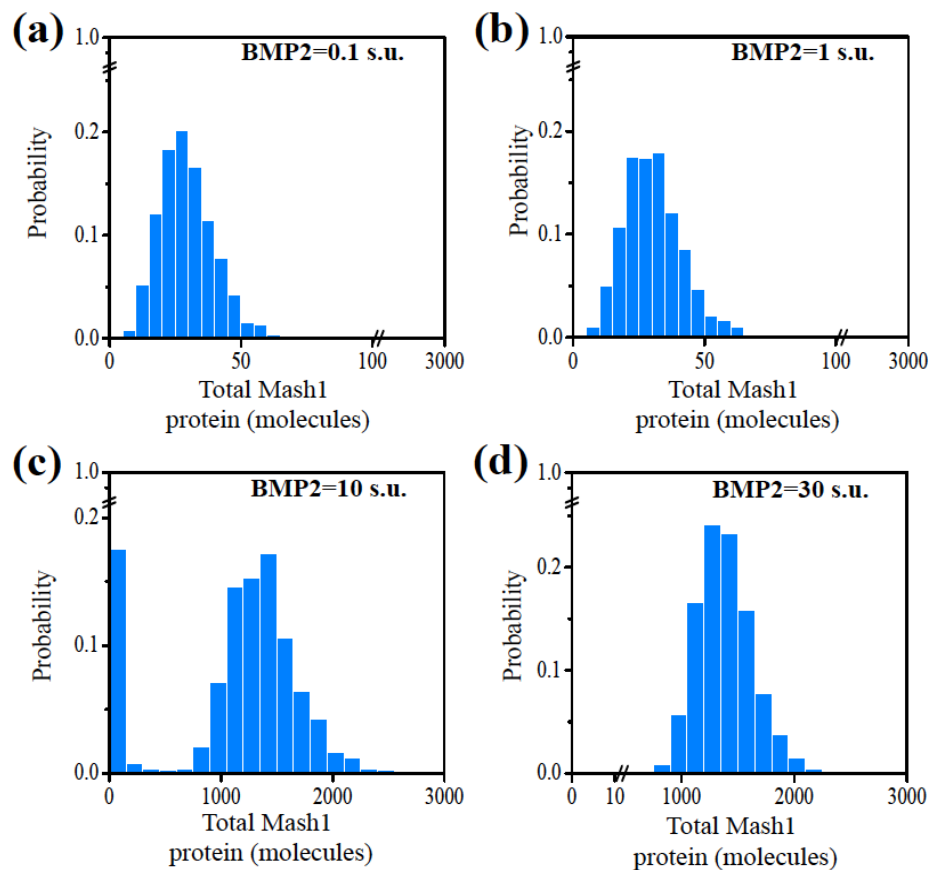 (a)
BMP2=0.1 s.u.
1.0
0.2
0.1
0.0
Probability
0 50 100 3000
Total Mash1
protein (molecules)
(b)
BMP2=1 s.u.
1.0
0.2
0.1
0.0
Probability
0 50 100 3000
Total Mash1
protein (molecules)
(c)
BMP2=10 s.u.
1.0
0.2
0.1
0.0
Probability
0 1000 2000 3000
Total Mash1
protein (molecules)
(d)
BMP2=30 s.u.
1.0
0.2
0.1
0.0
Probability
0 10 1000 2000 3000
Total Mash1
protein (molecules)